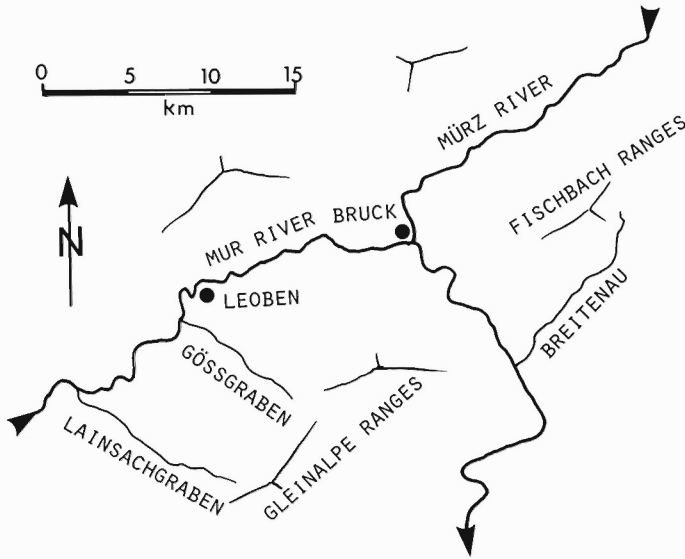 0 5 10 15
km
MÜRZ RIVER
FISCHBACH RANGES
N
MUR RIVER BRUCK
LEOBEN
BREITENAU
GÖSSGRABEN
GLEINALPE RANGES
LAINSACHGRABEN